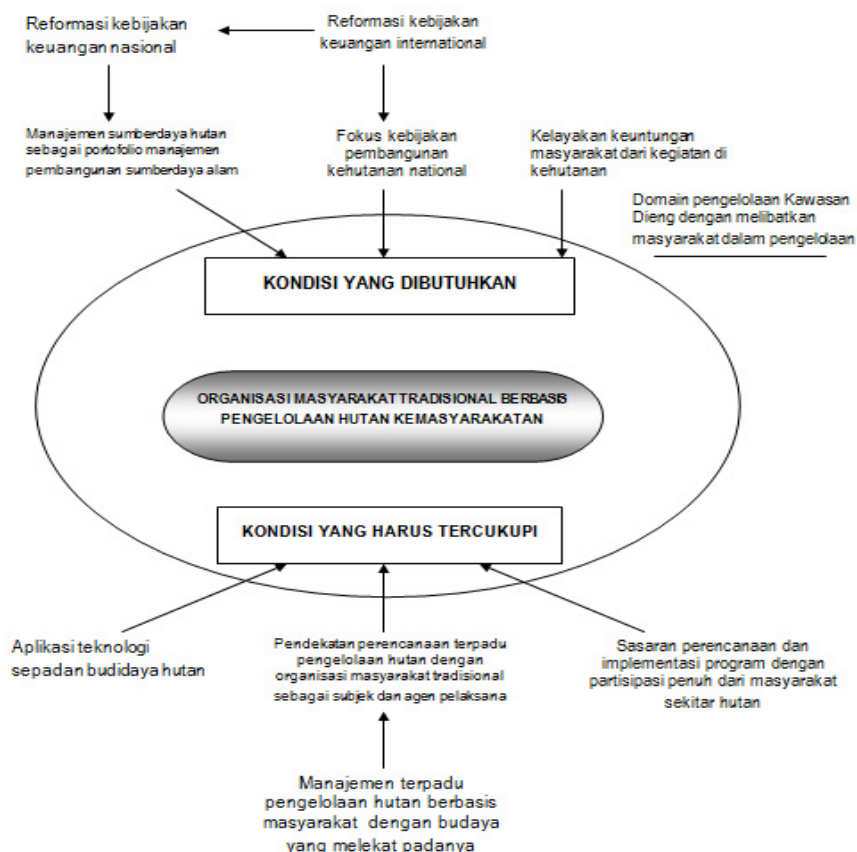 Reformasi kebijakan
keuangan nasional
Reformasi kebijakan
keuangan international
Manajemen sumberdaya hutan
sebagai portofolio manajemen
pembangunan sumberdaya alam
Fokus kebijakan
pembangunan
kehutanan national
Kelayakan keuntungan
masyarakat dari kegiatan di
kehutanan
Domain pengelolaan Kawasan
Dieng dengan melibatkan
masyarakat dalam pengelolaan
KONDISI YANG DIBUTUHKAN
ORGANISASI MASYARAKAT TRADISIONAL BERBASIS
PENGELOLAAN HUTAN KEMASYARAKATAN
KONDISI YANG HARUS TERCUKUPI
Aplikasi teknologi
sepadan budidaya hutan
Pendekatan perencanaan terpadu
pengelolaan hutan dengan
organisasi masyarakat tradisional
sebagai subjek dan agen pelaksana
Sasaran perencanaan dan
implementasi program dengan
partisipasi penuh dari masyarakat
sekitar hutan
Manajemen terpadu
pengelolaan hutan berbasis
masyarakat dengan budaya
yang melekat padanya